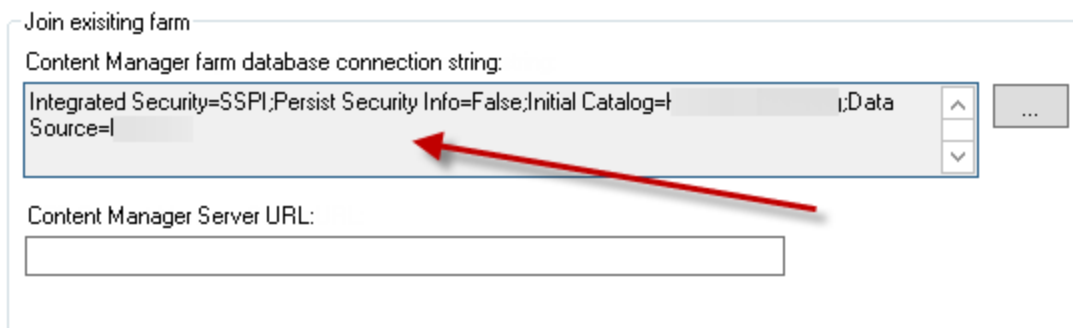 Join exisiting farm
Content Manager farm database connection string:
Integrated Security=SSPI;Persist Security Info=False;Initial Catalog= ;Data
Source=
...
Content Manager Server URL: